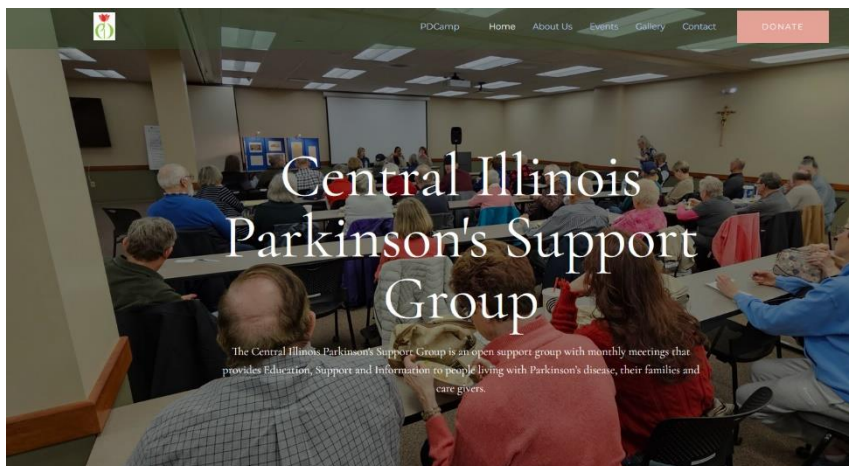 PDCamp Home About Us Events Gallery Contact DONATE
Central Illinois
Parkinson's Support
Group
The Central Illinois Parkinson's Support Group is an open support group with monthly meetings that
provides Education, Support and Information to people living with Parkinson's disease, their families and
care givers.